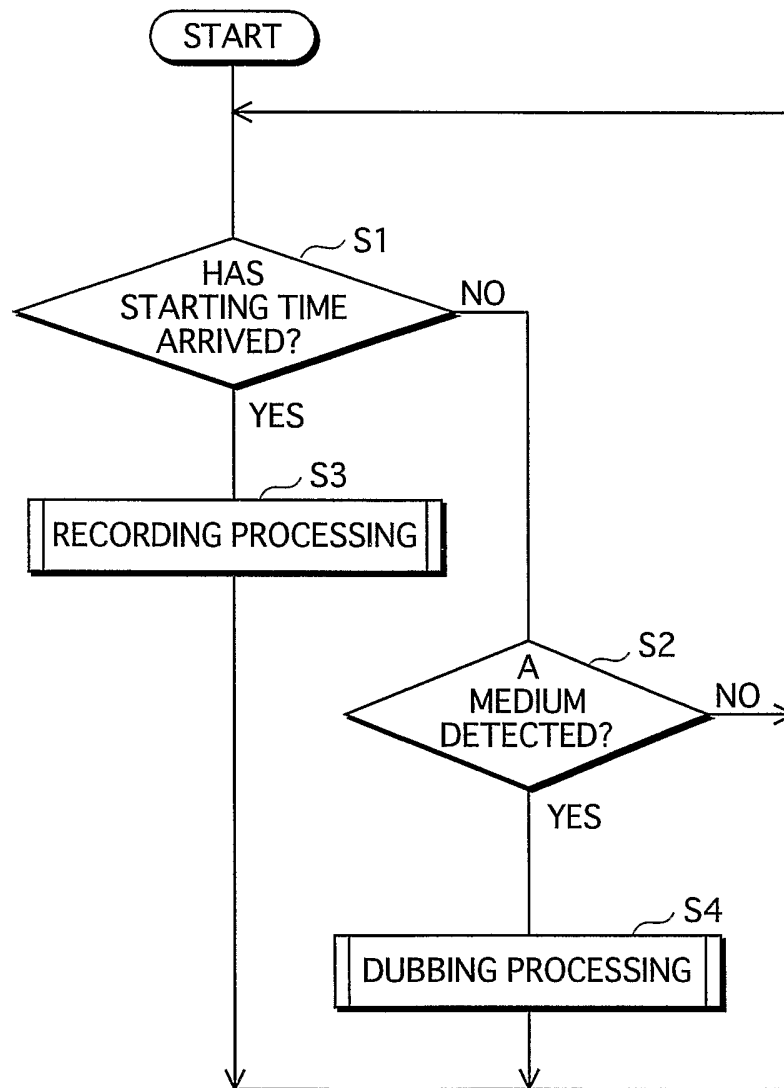 START
S1
HAS
STARTING TIME
ARRIVED?
NO
YES
S3
RECORDING PROCESSING
S2
A
MEDIUM
DETECTED?
NO
YES
S4
DUBBING PROCESSING